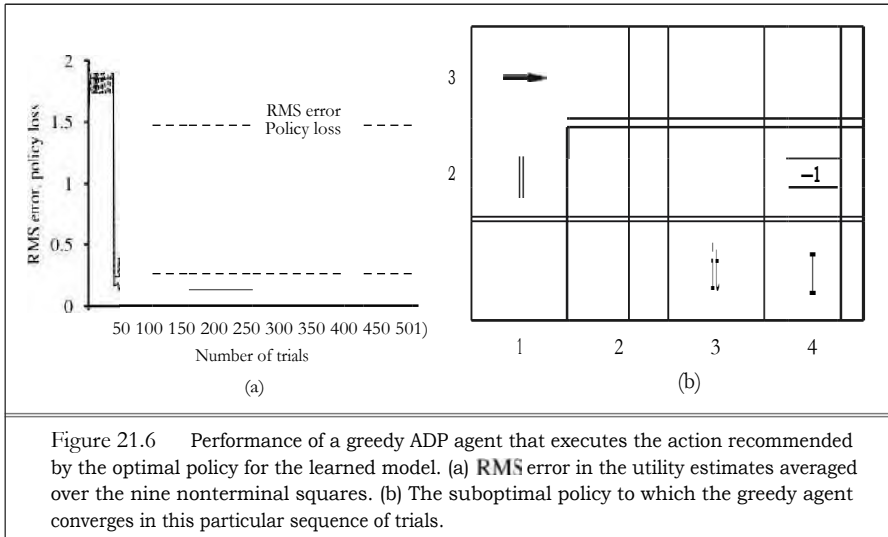 2
1.5
1
0.5
0
RMS error, policy loss
RMS error
Policy loss
50 100 150 200 250 300 350 400 450 501)
Number of trials
(a)
3
2
–1
1 2 3 4
(b)
Figure 21.6 Performance of a greedy ADP agent that executes the action recommended
by the optimal policy for the learned model. (a) RMS error in the utility estimates averaged
over the nine nonterminal squares. (b) The suboptimal policy to which the greedy agent
converges in this particular sequence of trials.